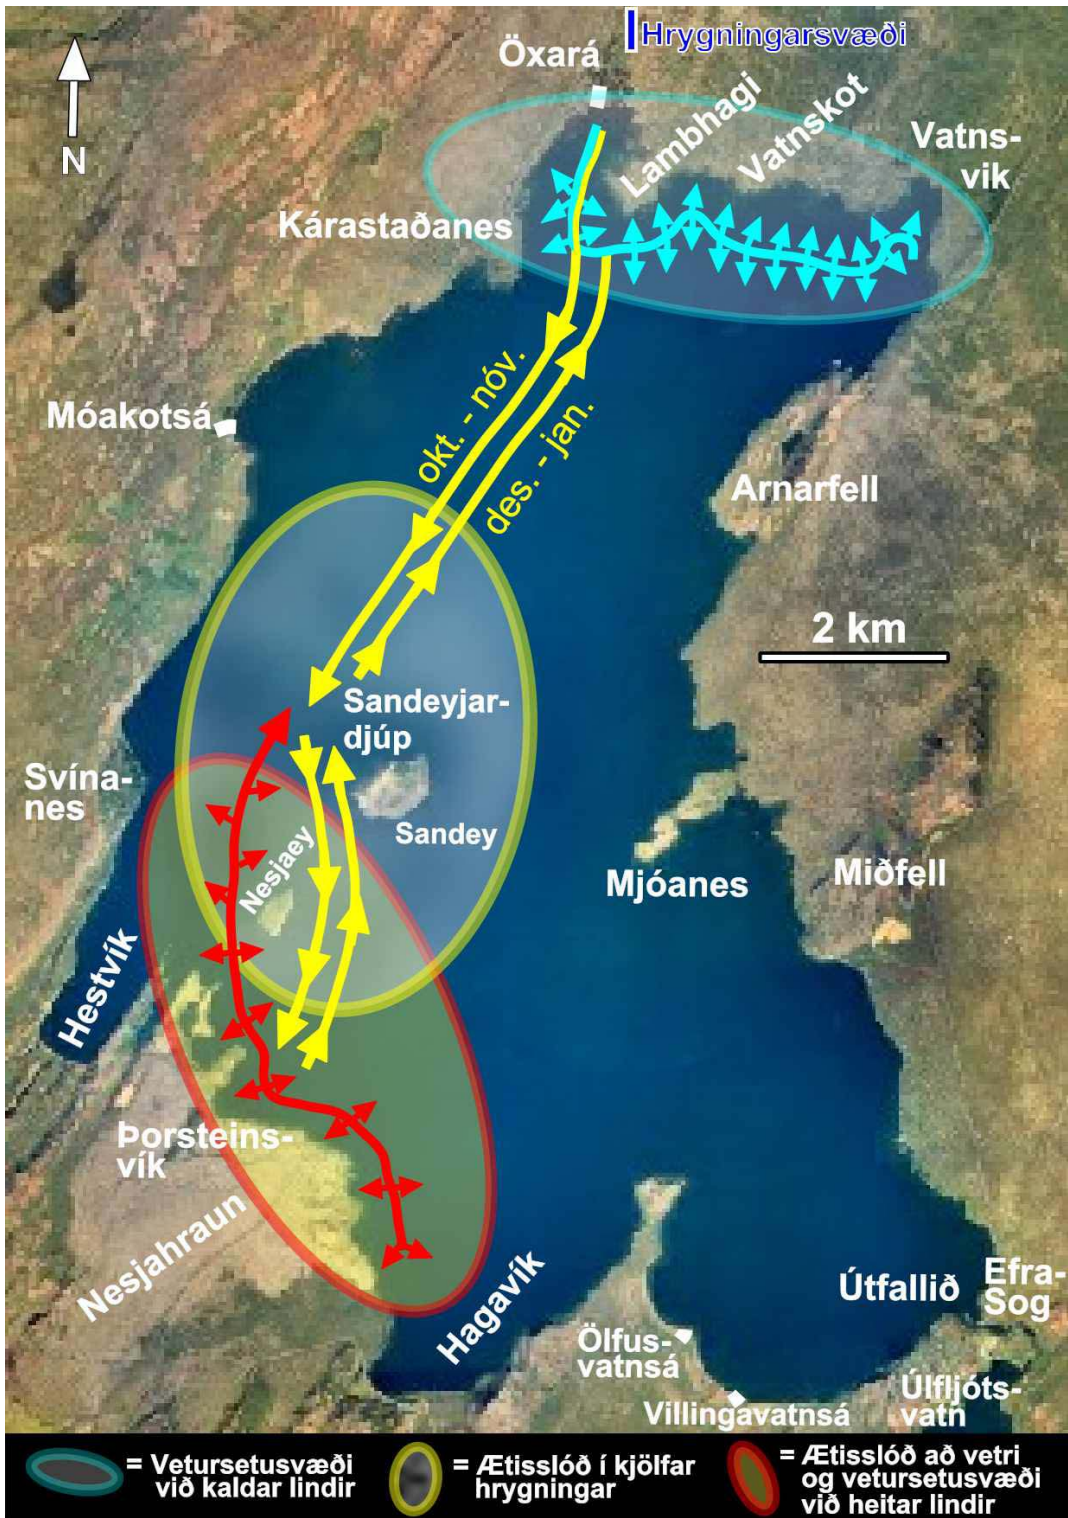 Hrygningarsvæði
Öxará
N
Lambhagi
Vatnskot
Vatns-
vik
Kárastaðanes
okt. - nóv.
des. - jan.
Móakotsá
Arnarfell
2 km
Sandeyjar-
djúp
Svína-
nes
Sandey
Nesjaey
Mjóanes
Miðfell
Hestvík
Þorsteins-
vík
Nesjahraun
Hagavík
Útfallið
Efra-
Sog
Ölfus-
vatnsá
Villingavatnsá
Úlfljóts-
vatn
= Vetursetusvæði
við kaldar lindir
= Ætisslóð í kjölfar
hrygningar
= Ætisslóð að vetri
og vetursetusvæði
við heitar lindir